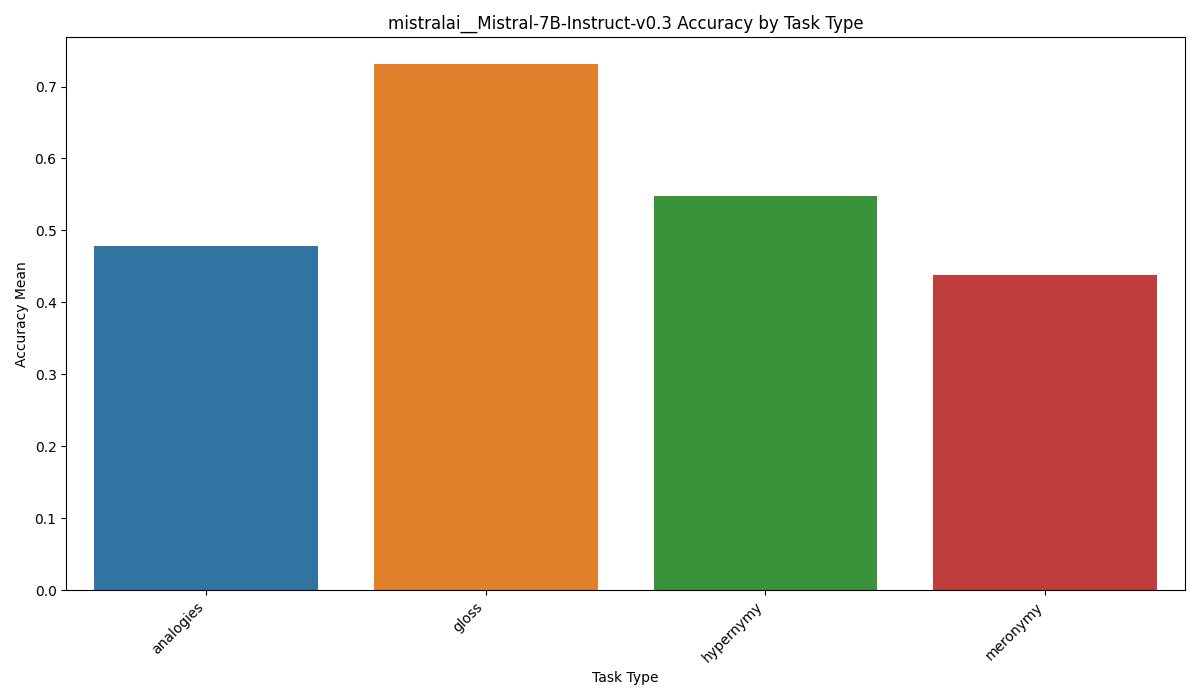 mistralai__Mistral-7B-Instruct-v0.3 Accuracy by Task Type
Accuracy Mean
0.7
0.6
0.5
0.4
0.3
0.2
0.1
0.0
analogies
gloss
hypernymy
meronymy
Task Type